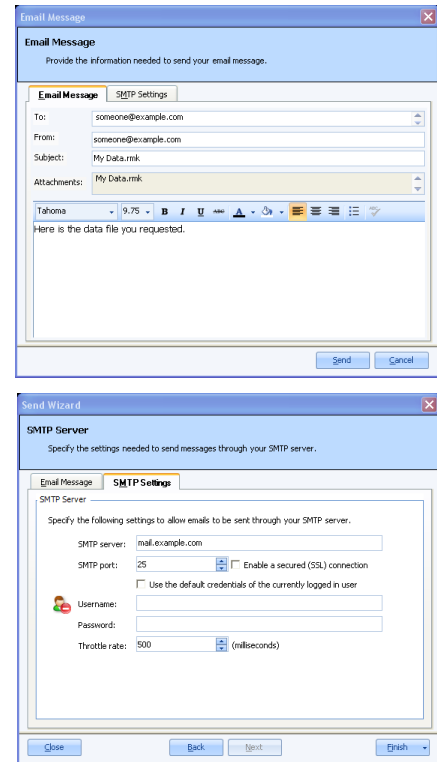 Email Message
Email Message
Provide the information needed to send your email message.
Email Message SMTP Settings
To: someone@example.com
From: someone@example.com
Subject: My Data.rmk
Attachments: My Data.rmk
Tahoma 9.75 B I U ABC A
Here is the data file you requested.
Send Cancel
Send Wizard
SMTP Server
Specify the settings needed to send messages through your SMTP server.
Email Message SMTP Settings
SMTP Server
Specify the following settings to allow emails to be sent through your SMTP server.
SMTP server: mail.example.com
SMTP port: 25 Enable a secured (SSL) connection
Use the default credentials of the currently logged in user
Username:
Password:
Throttle rate: 500 (milliseconds)
Close Back Next Finish